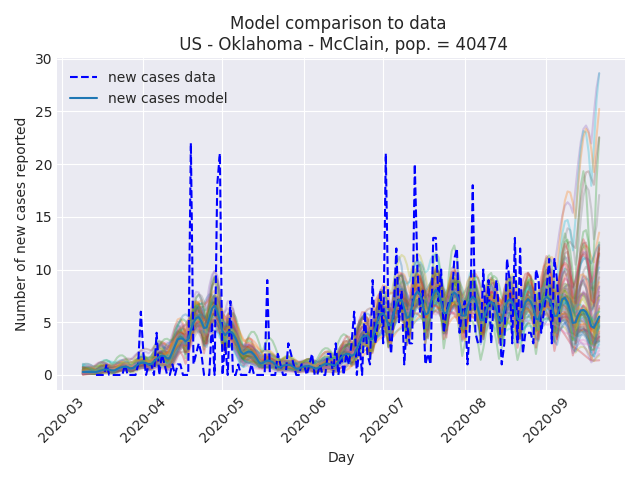 Model comparison to data
US - Oklahoma - McClain, pop. = 40474
new cases data
new cases model
Number of new cases reported
30
25
20
15
10
5
0
2020-03
2020-04
2020-05
2020-06
2020-07
2020-08
2020-09
Day